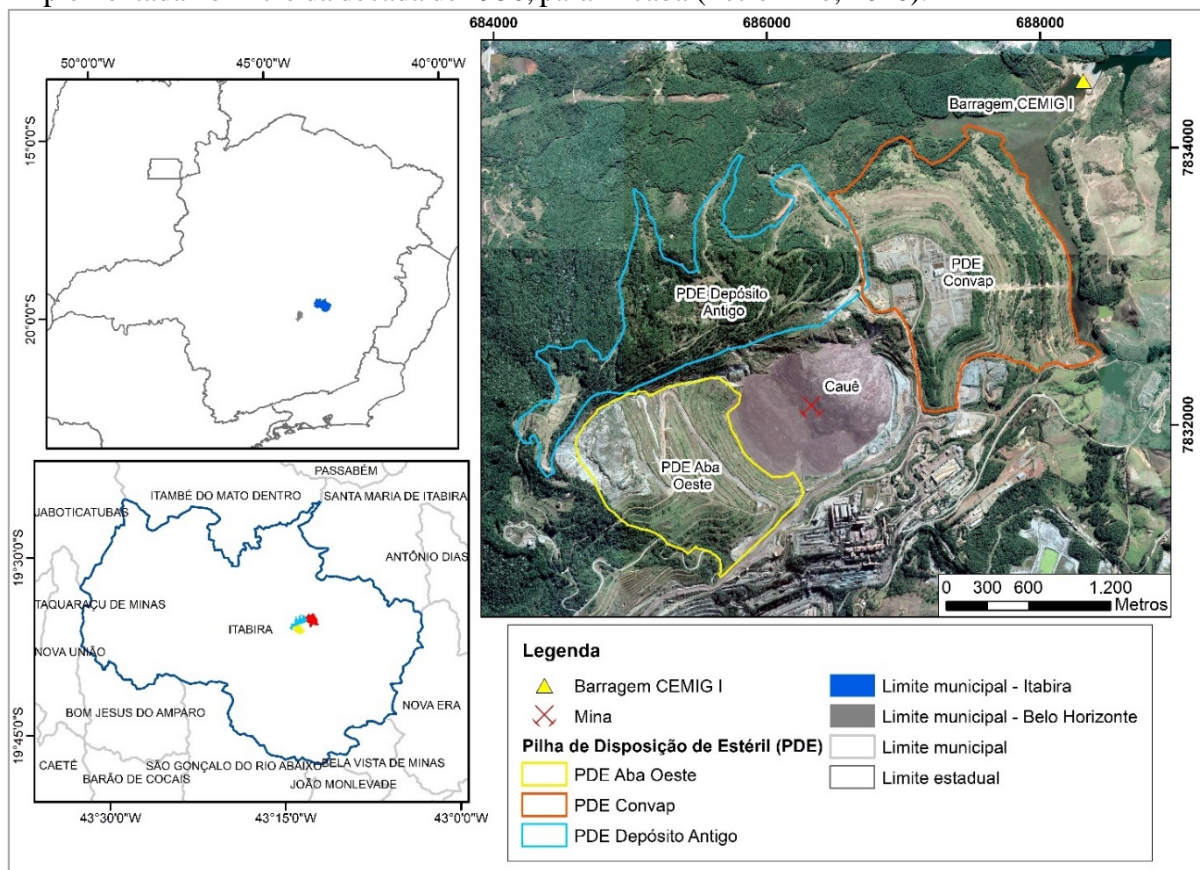 684000 686000 688000
50°0'0"O 45°0'0"O 40°0'0"O
15°0'0"S
20°0'0"S
Barragem CEMIG I
7834000
PDE
Convap
PDE Depósito
Antigo
Cauê
7832000
PDE Aba
Oeste
0 300 600 1.200
Metros
PASSABÉM
ITAMBÉ DO MATO DENTRO
SANTA MARIA DE ITABIRA
JABOTICATUBAS
ANTÔNIO DIAS
19°30'0"S
TAQUARAÇU DE MINAS
ITABIRA
NOVA UNIÃO
NOVA ERA
BOM JESUS DO AMPARO
19°45'0"S
CAETÉ
SÃO GONÇALO DO RIO ABAIXO
BELA VISTA DE MINAS
BARÃO DE COCAIS
JOÃO MONLEVADE
43°30'0"O 43°15'0"O 43°0'0"O
Legenda
Barragem CEMIG I
Mina
Pilha de Disposição de Estéril (PDE)
PDE Aba Oeste
PDE Convap
PDE Depósito Antigo
Limite municipal - Itabira
Limite municipal - Belo Horizonte
Limite municipal
Limite estadual